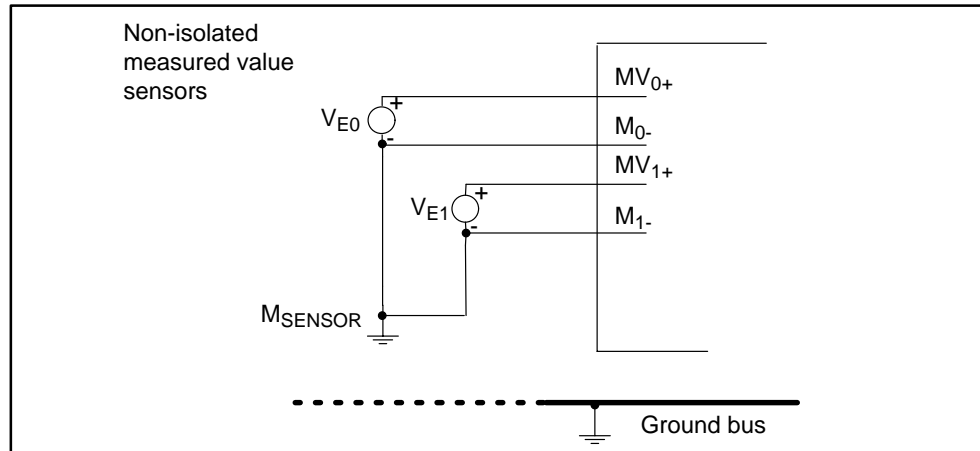 Non-isolated
measured value
sensors
MV0+
+
VE0
M0-
-
MV1+
+
VE1
M1-
-
MSENSOR
Ground bus